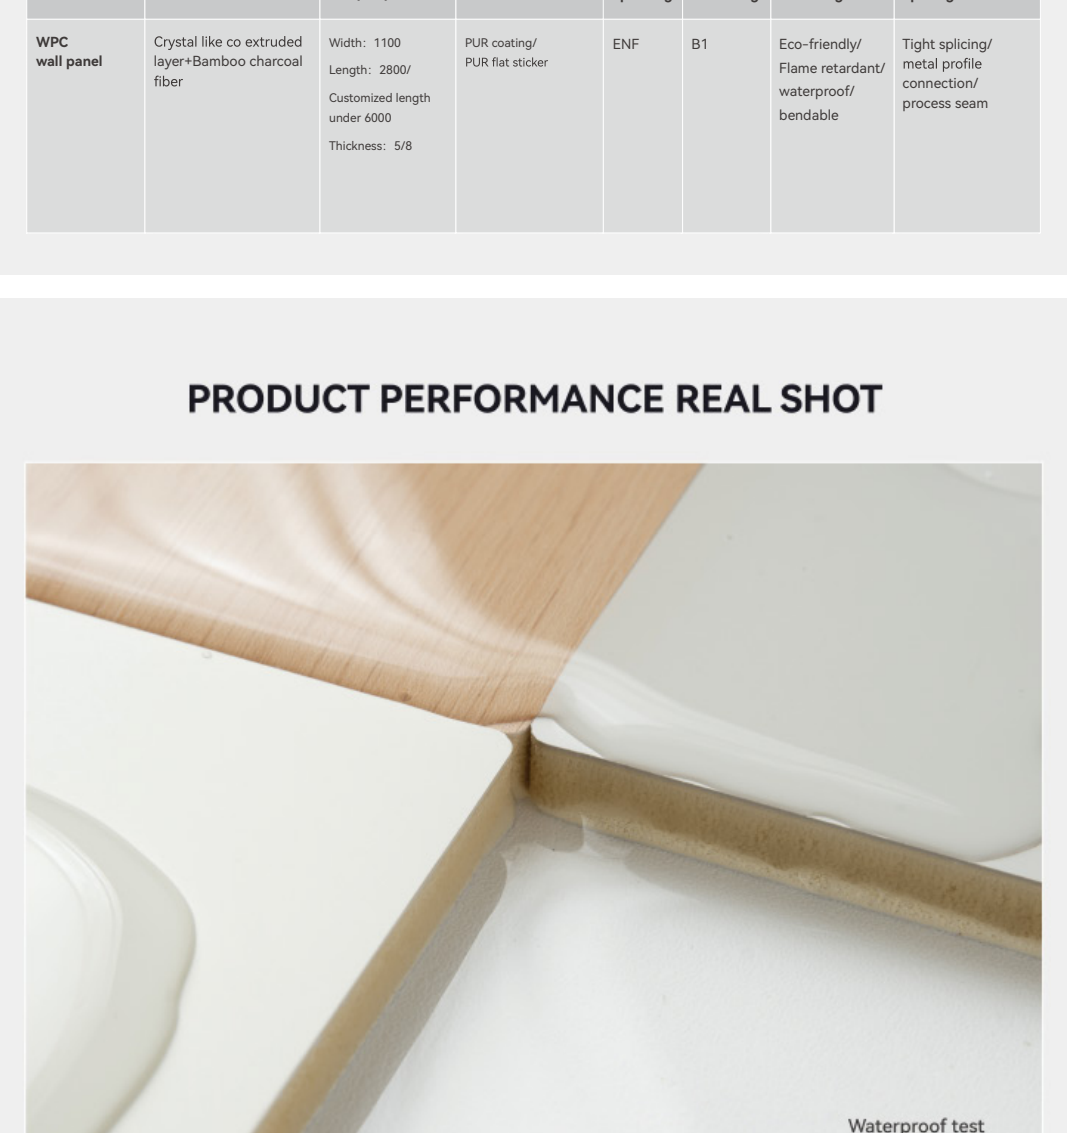 WPC
wall panel
Crystal like co extruded
layer+Bamboo charcoal
fiber
Width: 1100
Length: 2800/
Customized length
under 6000
Thickness: 5/8
PUR coating/
PUR flat sticker
ENF
B1
Eco-friendly/
Flame retardant/
waterproof/
bendable
Tight splicing/
metal profile
connection/
process seam
PRODUCT PERFORMANCE REAL SHOT
Waterproof test